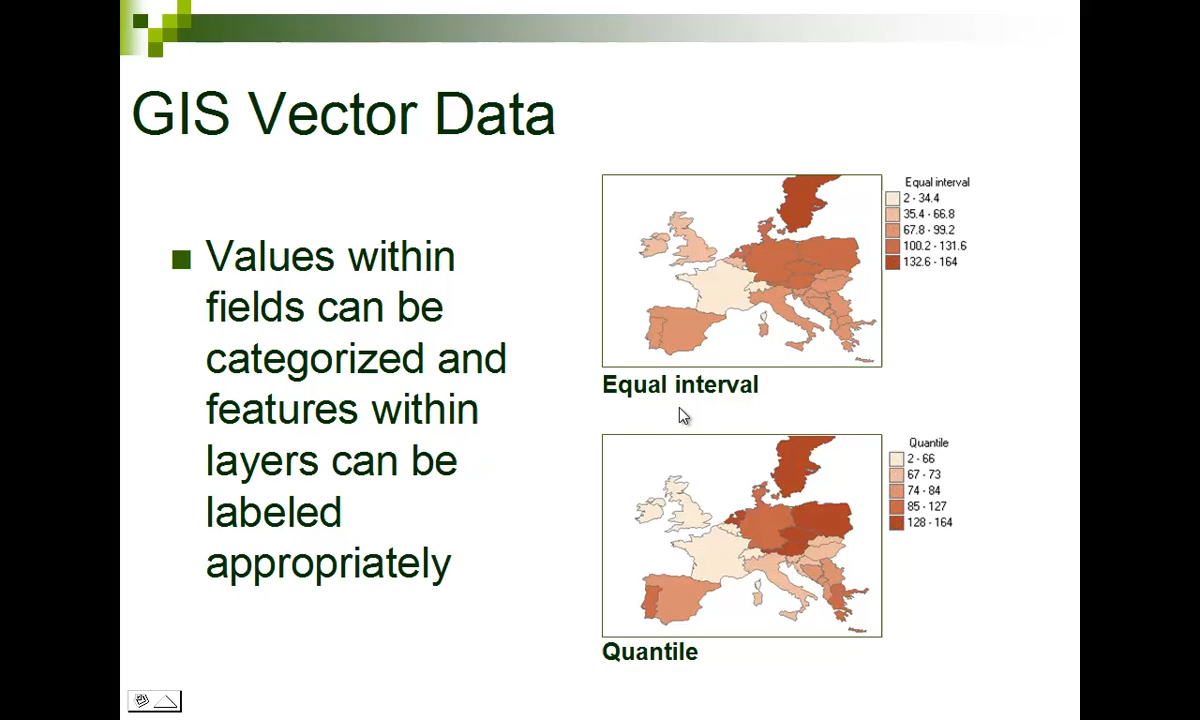 GIS Vector Data
Values within
fields can be
categorized and
features within
layers can be
labeled
appropriately
Equal interval
2 - 34.4
35.4 - 66.8
67.8 - 99.2
100.2 - 131.6
132.6 - 164
Equal interval
Quantile
2 - 66
67 - 73
74 - 84
85 - 127
128 - 164
Quantile